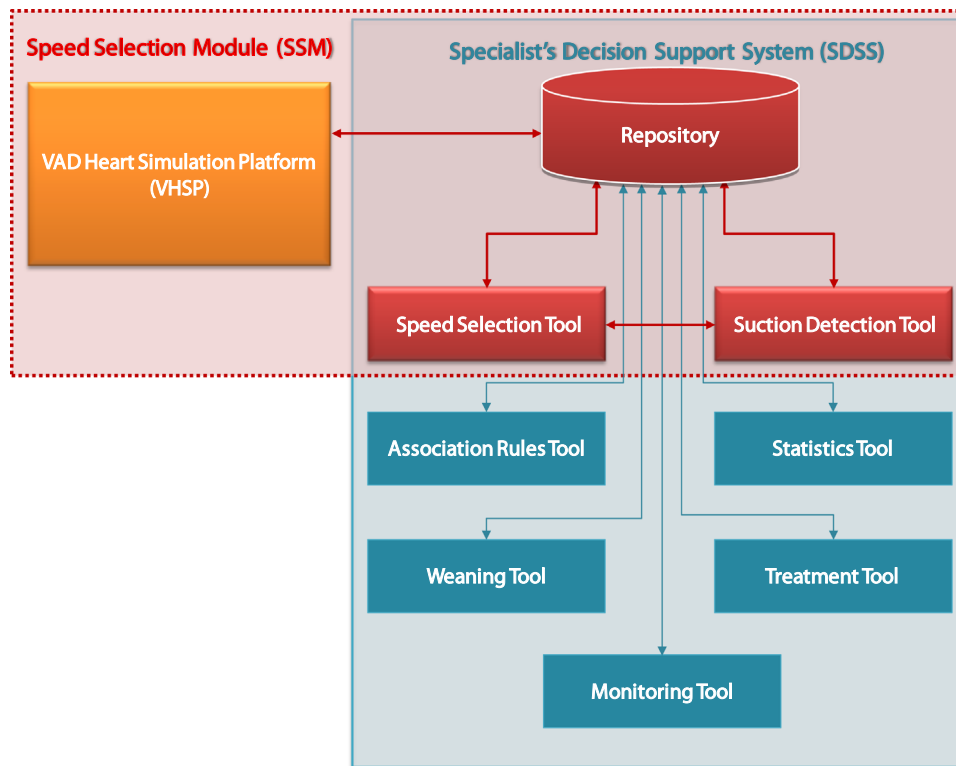 Speed Selection Module (SSM)
Specialist's Decision Support System (SDSS)
VAD Heart Simulation Platform
(VHSP)
Repository
Speed Selection Tool
Suction Detection Tool
Association Rules Tool
Statistics Tool
Weaning Tool
Treatment Tool
Monitoring Tool